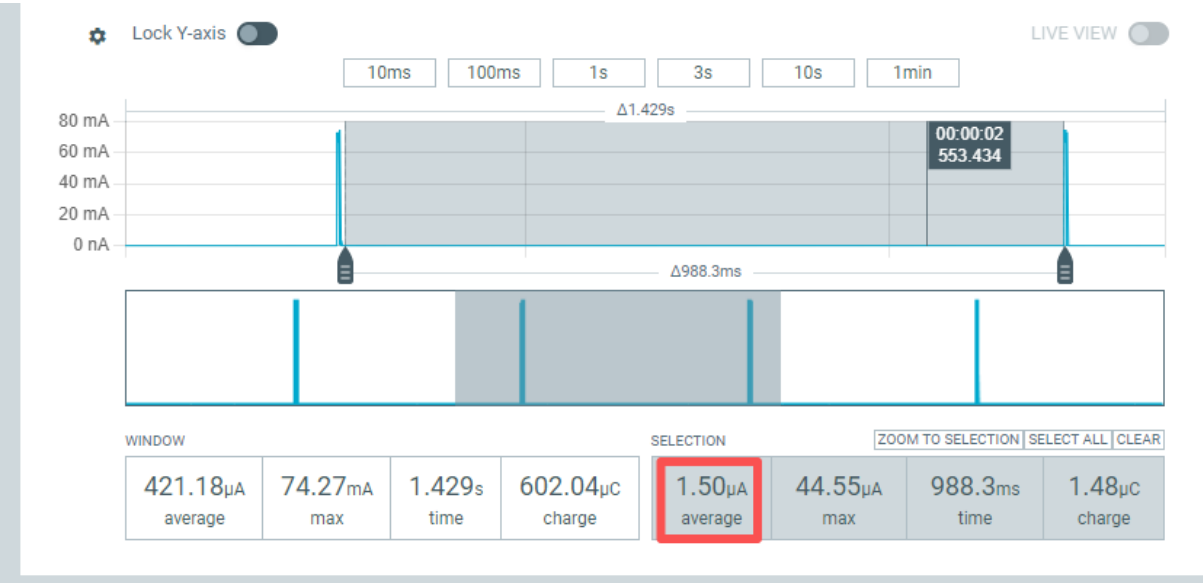 Lock Y-axis
LIVE VIEW
10ms 100ms 1s 3s 10s 1min
Δ1.429s
80 mA
60 mA
40 mA
20 mA
0 nA
00:00:02
553.434
Δ988.3ms
WINDOW
SELECTION
ZOOM TO SELECTION SELECT ALL CLEAR
421.18µA 74.27mA 1.429s 602.04µC 1.50µA 44.55µA 988.3ms 1.48µC
average max time charge average max time charge